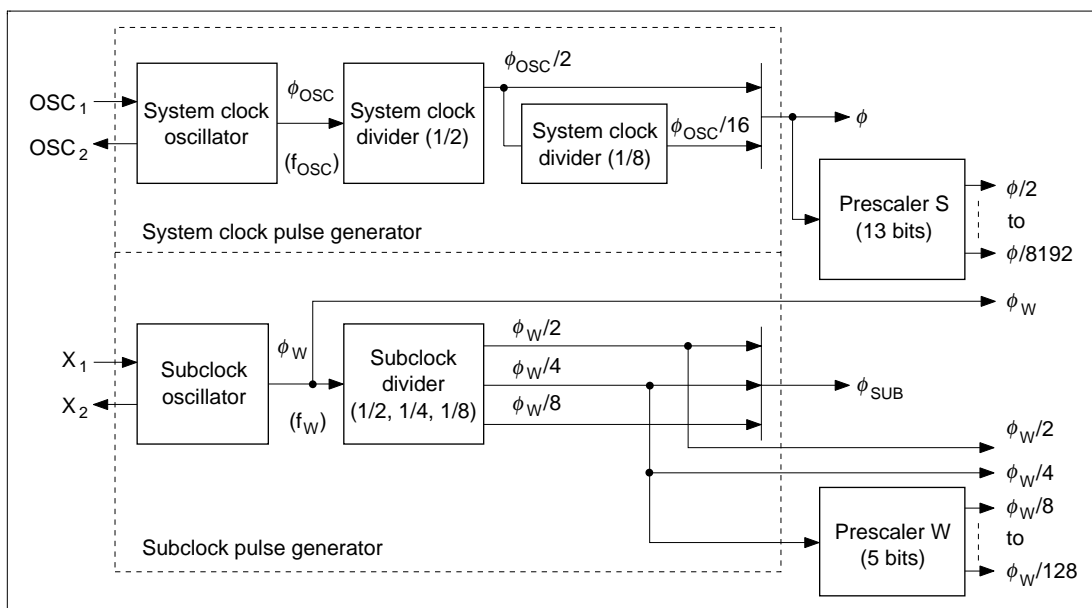 OSC1
OSC2
System clock
oscillator
ϕOSC
(fOSC)
System clock
divider (1/2)
ϕOSC/2
System clock
divider (1/8)
ϕOSC/16
ϕ
Prescaler S
(13 bits)
ϕ/2
to
ϕ/8192
System clock pulse generator
ϕW
X1
X2
Subclock
oscillator
ϕW
(fW)
Subclock
divider
(1/2, 1/4, 1/8)
ϕW/2
ϕW/4
ϕW/8
ϕSUB
ϕW/2
ϕW/4
Prescaler W
(5 bits)
ϕW/8
to
ϕW/128
Subclock pulse generator